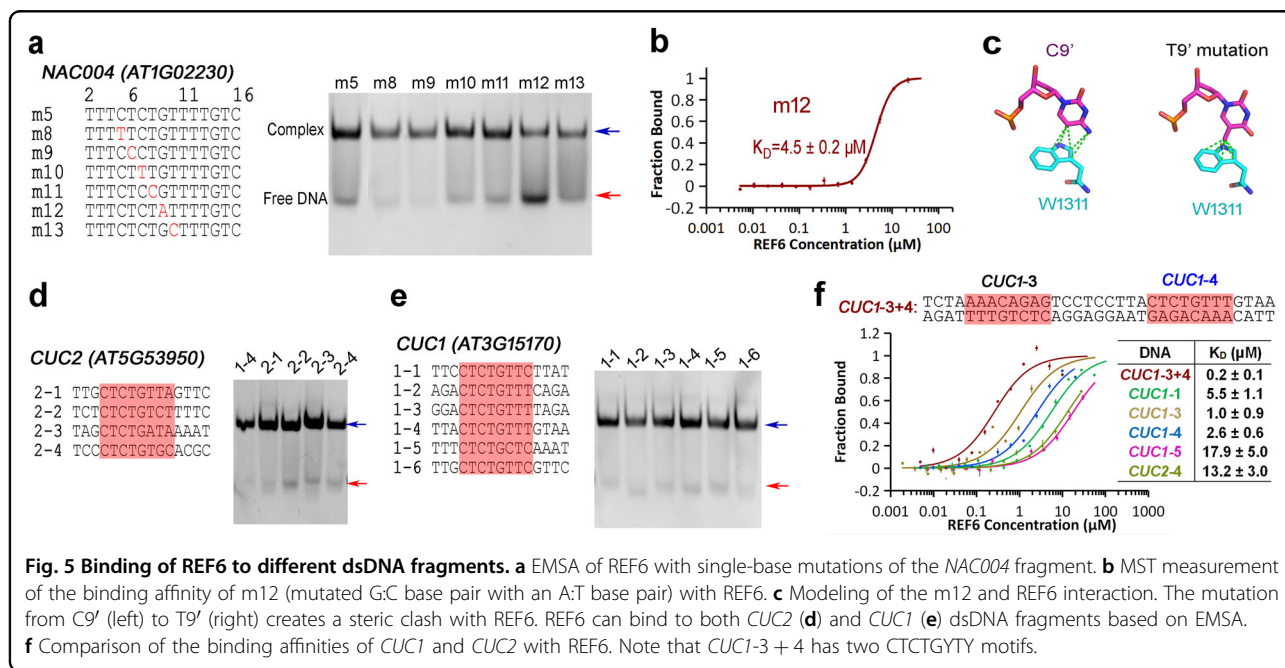 a
NAC004 (AT1G02230)
2 6 10 16
m5 TTTCTCTGTTTTGTC
m8 TTTTTCTGTTTTGTC
m9 TTTCCCTGTTTTGTC
m10 TTTCTTTGTTTTGTC
m11 TTTCTCCGTTTTGTC
m12 TTTCTCTATTTTGTC
m13 TTTCTCTGCTTTGTC
m5 m8 m9 m10 m11 m12 m13
Complex
Free DNA
b
Fraction Bound
1
0.8
0.6
0.4
0.2
0
-0.2
m12
KD=4.5 ± 0.2 μM
0.001 0.01 0.1 1 10 100
REF6 Concentration (μM)
c
C9' T9' mutation
W1311 W1311
d
CUC2 (AT5G53950)
2-1 TTGCTCTGTTAGTTC
2-2 TCTCTCTGTCTTTTC
2-3 TAGCTCTGATAAAAT
2-4 TCCCTCTGTGCACGC
1-4 2-1 2-2 2-3 2-4
e
CUC1 (AT3G15170)
1-1 TTCCTCTGTTCTTAT
1-2 AGACTCTGTTTCAGA
1-3 GGACTCTGTTTTAGA
1-4 TTACTCTGTTTGTAA
1-5 TTTCTCTGCTCAAAT
1-6 TTGCTCTGTTCGTTC
1-1 1-2 1-3 1-4 1-5 1-6
f
CUC1-3 CUC1-4
CUC1-3+4:
TCTAAAACAGAGTCCTCCTTACTCTGTTTGTAA
AGATTTTGTCTCAGGAGGAATGAGACAAACATT
Fraction Bound
1.2
1
0.8
0.6
0.4
0.2
0
-0.2
0.001 0.01 0.1 1 10 100 1000
REF6 Concentration (μM)
DNA KD (μM)
CUC1-3+4 0.2 ± 0.1
CUC1-1 5.5 ± 1.1
CUC1-3 1.0 ± 0.9
CUC1-4 2.6 ± 0.6
CUC1-5 17.9 ± 5.0
CUC2-4 13.2 ± 3.0
Fig. 5 Binding of REF6 to different dsDNA fragments. a EMSA of REF6 with single-base mutations of the NAC004 fragment. b MST measurement
of the binding affinity of m12 (mutated G:C base pair with an A:T base pair) with REF6. c Modeling of the m12 and REF6 interaction. The mutation
from C9′ (left) to T9′ (right) creates a steric clash with REF6. REF can bind to both CUC2 (d) and CUC1 (e) dsDNA fragments based on EMSA.
f Comparison of the binding affinities of CUC1 and CUC2 with REF6. Note that CUC1-3 + 4 has two CTCTGYTY motifs.